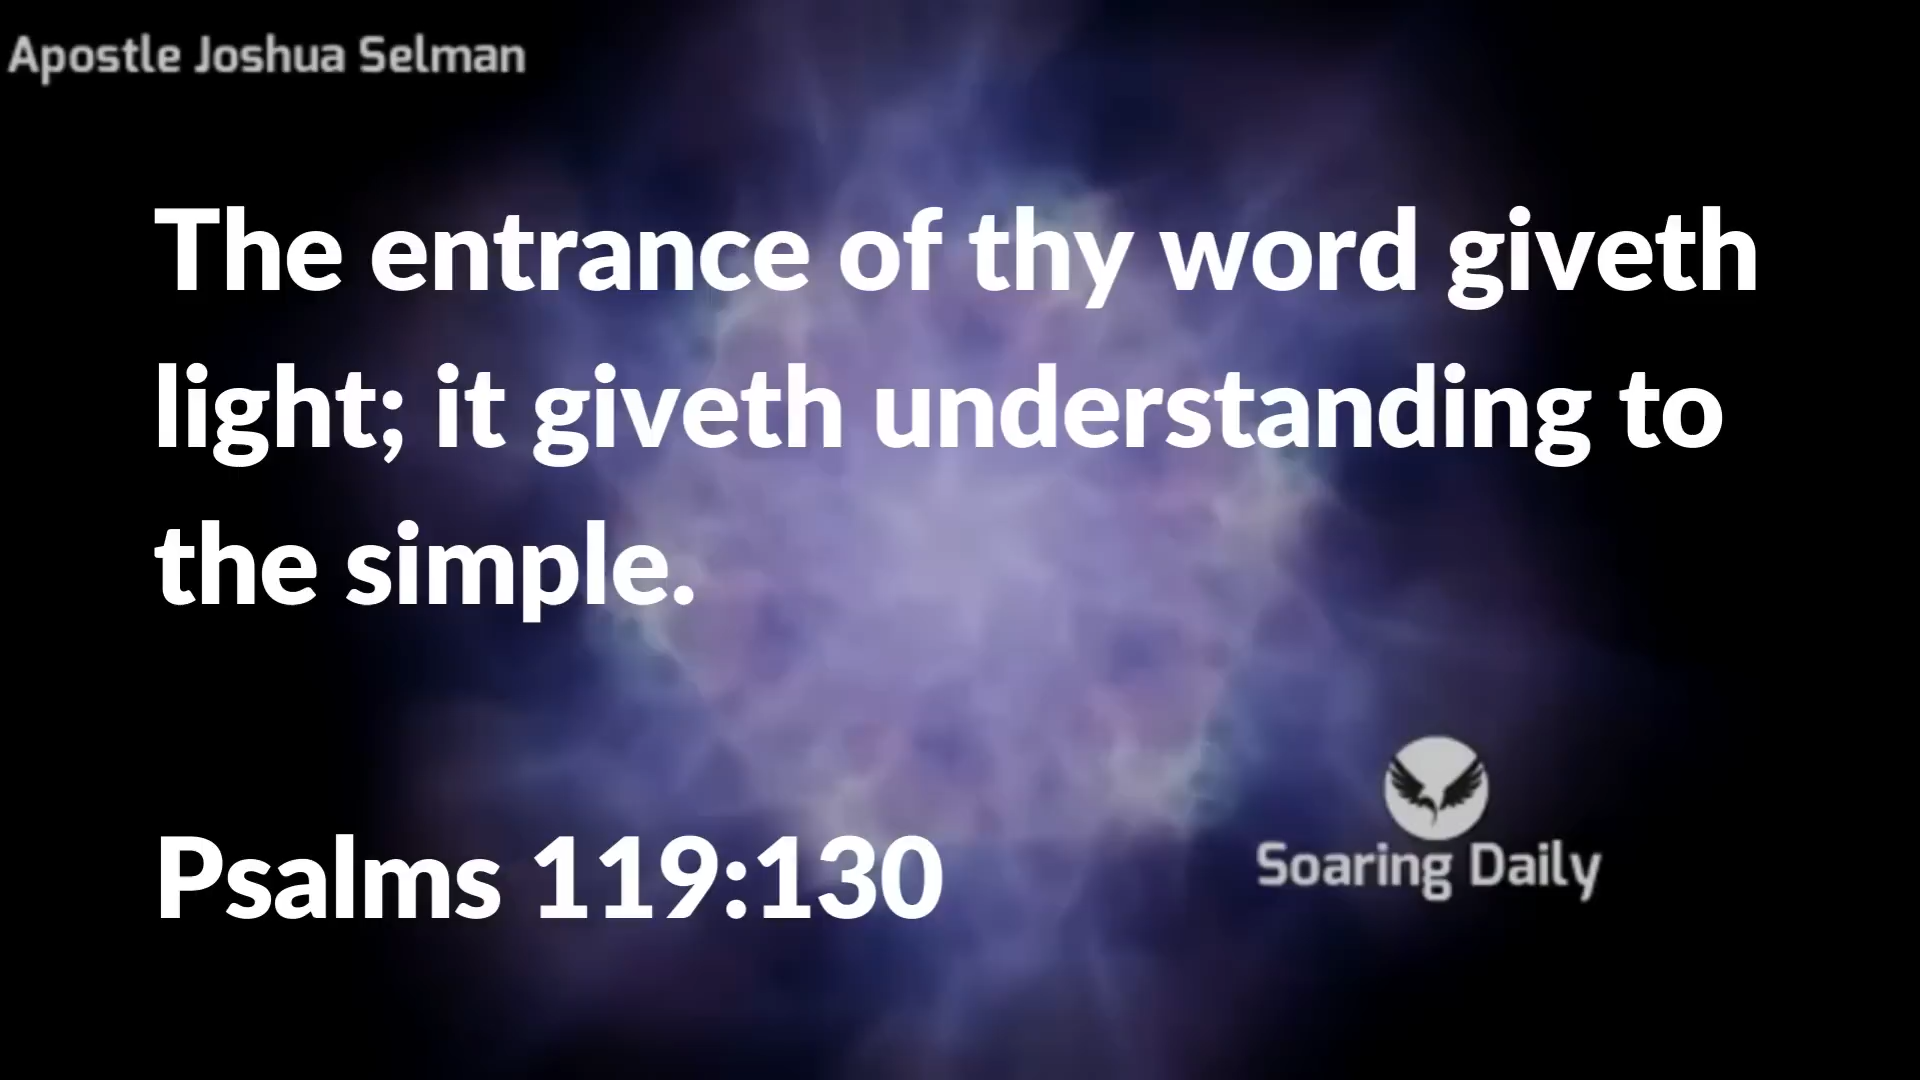 Apostle Joshua Selman
The entrance of thy word giveth
light; it giveth understanding to
the simple.
Psalms 119:130
Soaring Daily